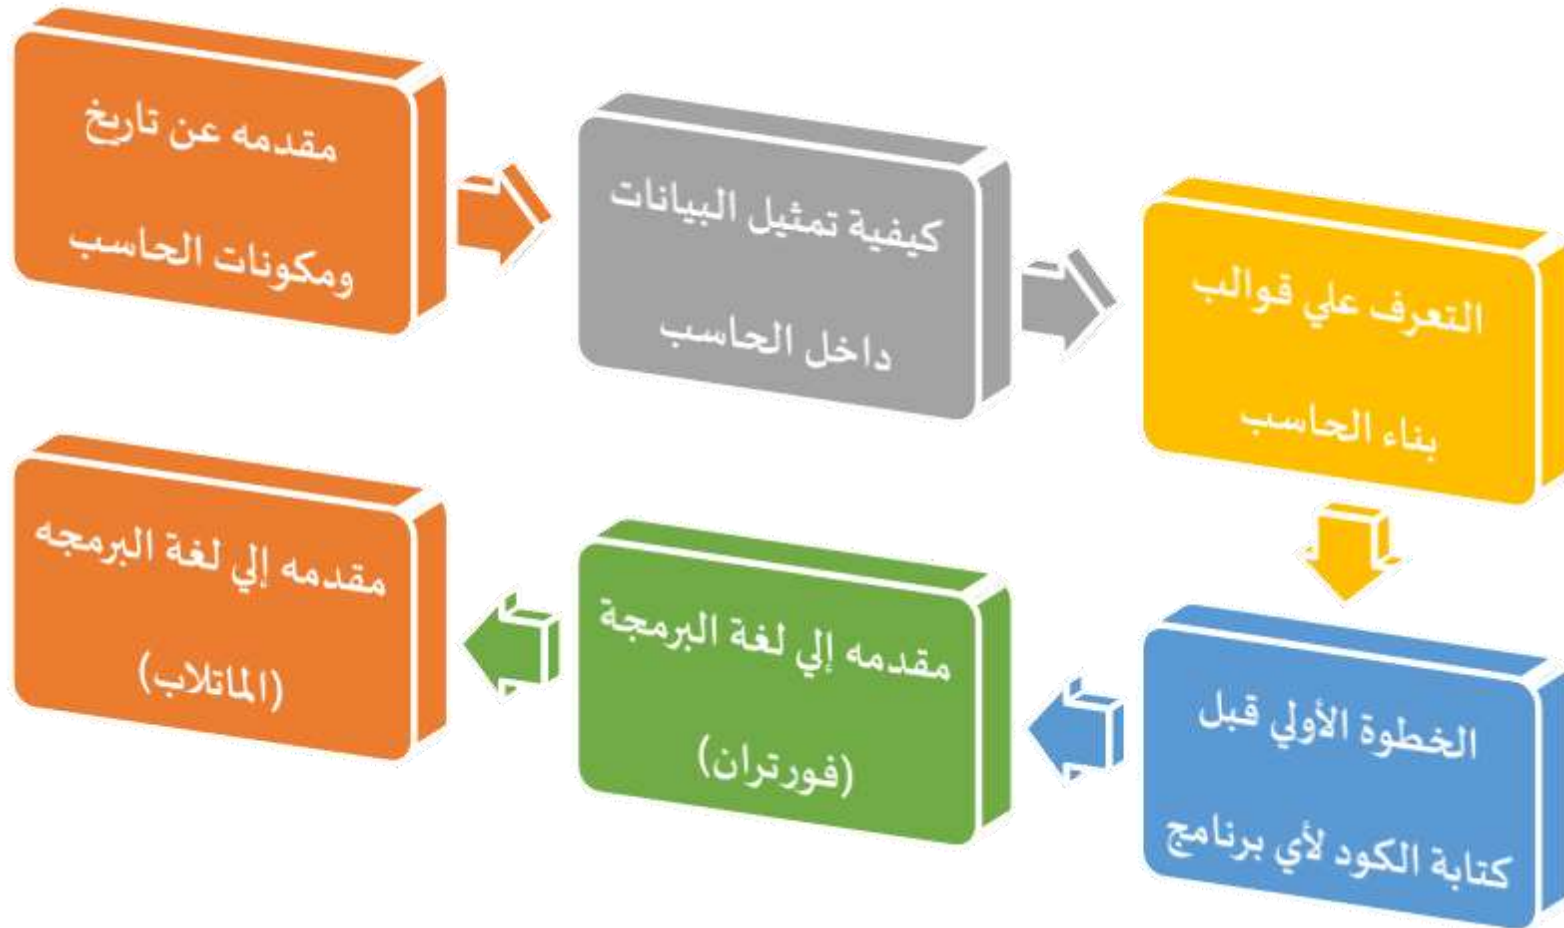 مقدمه عن تاريخ
ومكونات الحاسب
كيفية تمثيل البيانات
داخل الحاسب
التعرف علي قوالب
بناء الحاسب
الخطوة الأولي قبل
كتابة الكود لأي برنامج
مقدمه إلي لغة البرمجة
(فورتران)
مقدمه إلي لغة البرمجه
(الماتلاب)